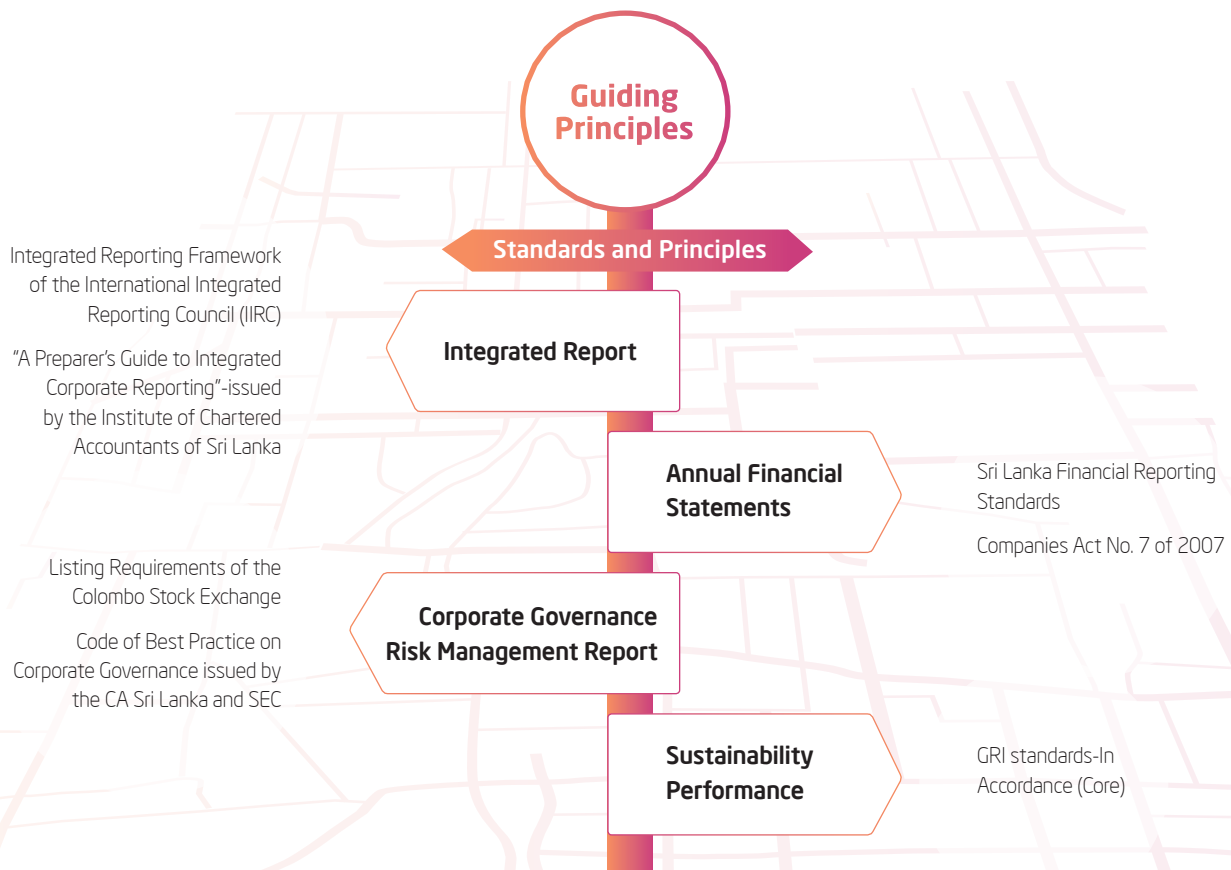 Guiding
Principles
Standards and Principles
Integrated Reporting Framework
of the International Integrated
Reporting Council (IIRC)
"A Preparer's Guide to Integrated
Corporate Reporting"-issued
by the Institute of Chartered
Accountants of Sri Lanka
Integrated Report
Annual Financial
Statements
Sri Lanka Financial Reporting
Standards
Companies Act No. 7 of 2007
Listing Requirements of the
Colombo Stock Exchange
Code of Best Practice on
Corporate Governance issued by
the CA Sri Lanka and SEC
Corporate Governance
Risk Management Report
Sustainability
Performance
GRI standards-In
Accordance (Core)